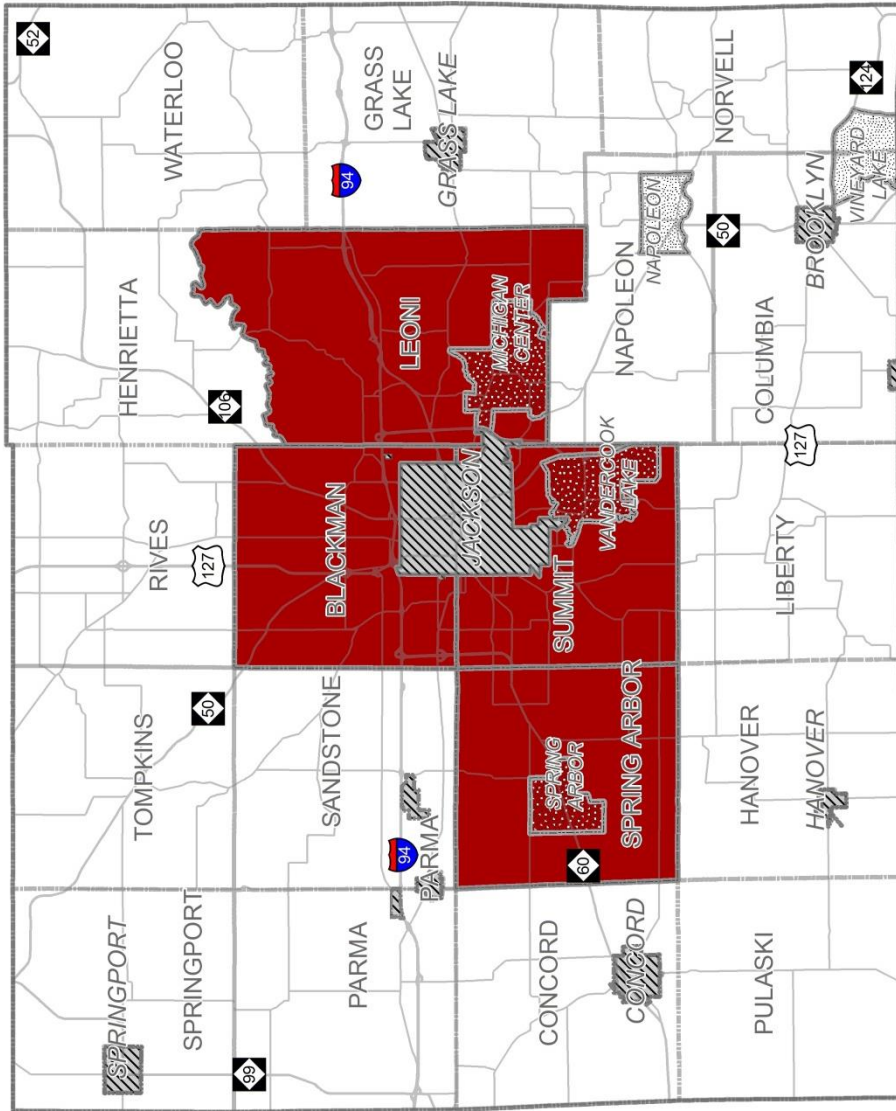 52
SPRINGPORT
TOMPKINS
RIVES
HENRIETTA
WATERLOO
SPRINGPORT
50
127
106
99
PARMA
SANDSTONE
BLACKMAN
94
LEONI
GRASS
LAKE
94
PARMA
GRASS LAKE
JACKSON
MICHIGAN
CENTER
CONCORD
60
SPRING
ARBOR
SUMMIT
VANDERCOOK
LAKE
NAPOLEON
NAPOLEON
CONCORD
SPRING ARBOR
50
NORVELL
PULASKI
HANOVER
LIBERTY
127
COLUMBIA
BROOKLYN
HANOVER
VINEYARD
LAKE
124